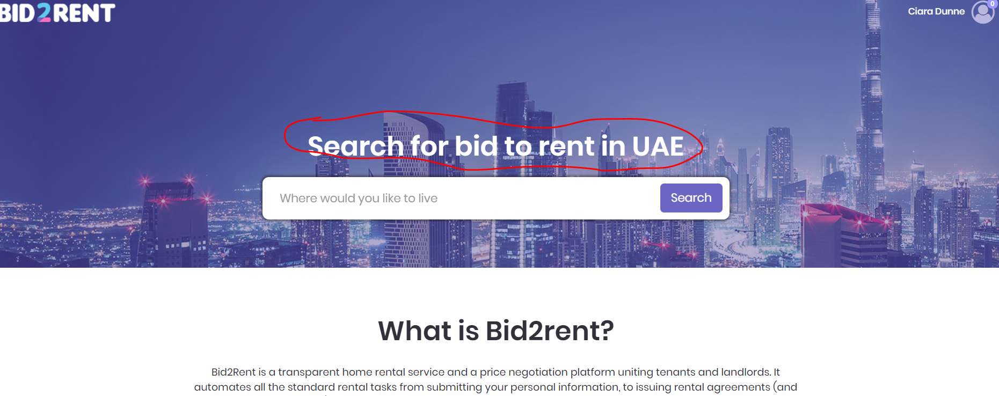 BID2RENT
Ciara Dunne
0
Search for bid to rent in UAE
Where would you like to live
Search
What is Bid2rent?
Bid2Rent is a transparent home rental service and a price negotiation platform uniting tenants and landlords. It
automates all the standard rental tasks from submitting your personal information, to issuing rental agreements (and